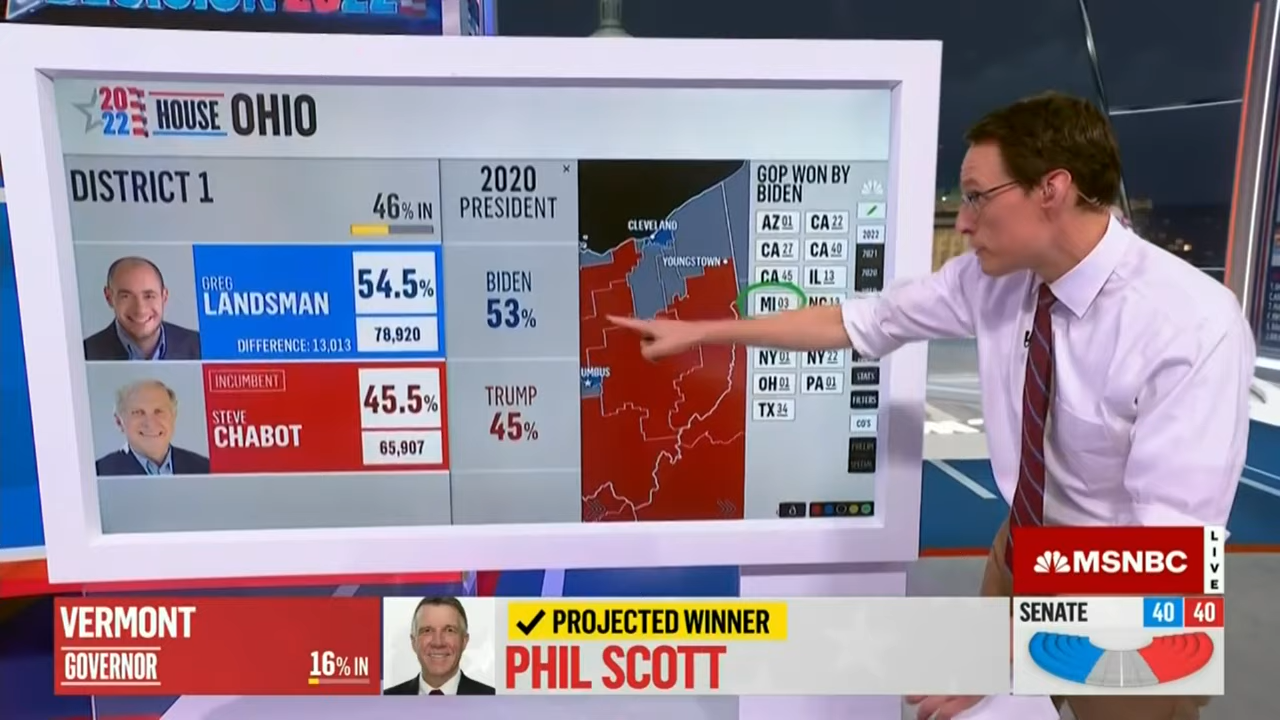 DECISION 2022
20
22
HOUSE OHIO
DISTRICT 1
46% IN
GREG
LANDSMAN
DIFFERENCE: 13,013
54.5%
78,920
INCUMBENT
STEVE
CHABOT
45.5%
65,907
2020
PRESIDENT
×
BIDEN
53%
TRUMP
45%
CLEVELAND
YOUNGSTOWN
UMBUS
GOP WON BY
BIDEN
AZ 01 CA 22
CA 27 CA 40
CA 45 IL 13
MI 03
NY 01 NY 22
OH 01 PA 01
TX 34
2022
2021
2020
STATS
FILTERS
CO'S
MSNBC
LIVE
SENATE 40 40
VERMONT
GOVERNOR
16% IN
✓ PROJECTED WINNER
PHIL SCOTT